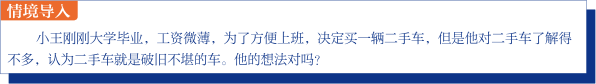 情境导入
小王刚刚大学毕业，工资微薄，为了方便上班，决定买一辆二手车，但是他对二手车了解得
不多，认为二手车就是破旧不堪的车。他的想法对吗？